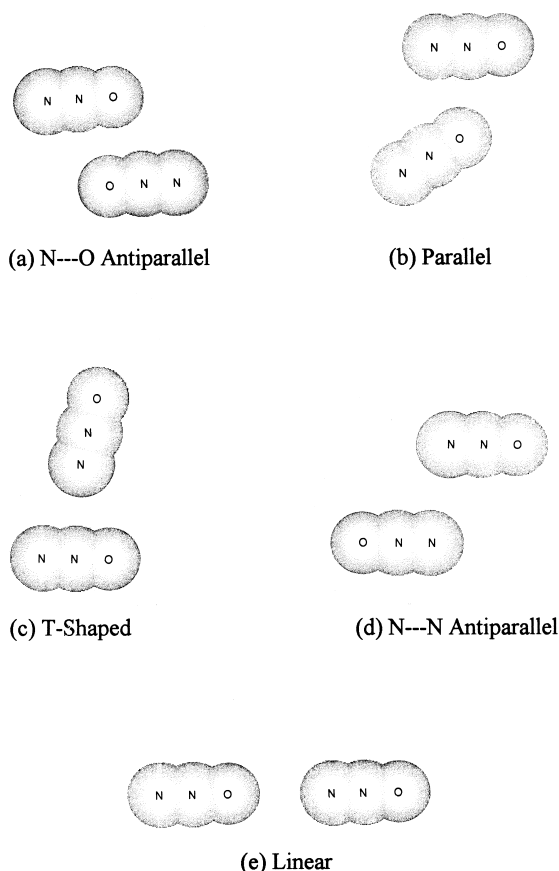 N N O
N N O
O N N
N N O
(a) N---O Antiparallel
(b) Parallel
O
N
N
N N O
(c) T-Shaped
N N O
O N N
(d) N---N Antiparallel
N N O N N O
(e) Linear